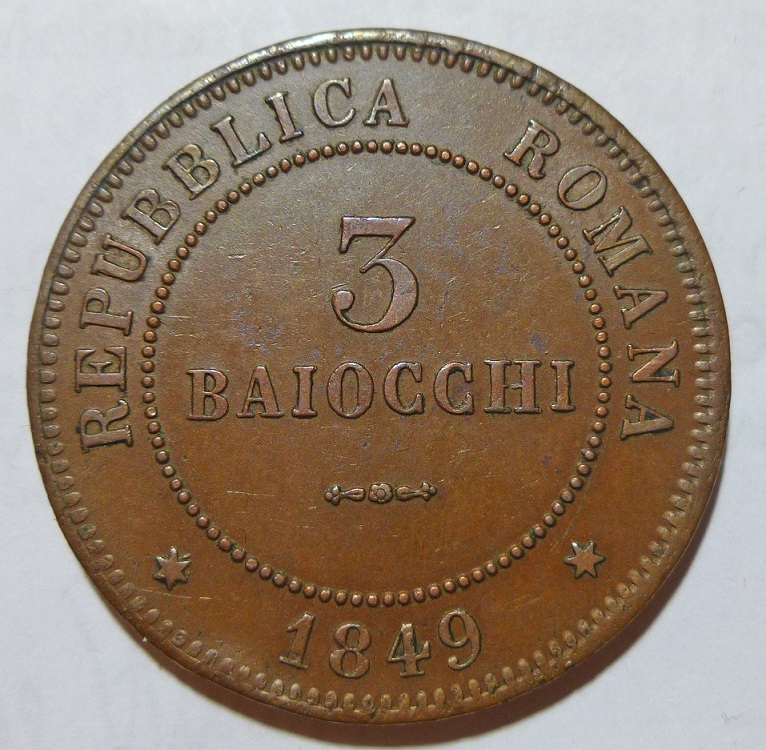 REPUBBLICA ROMANA
3
BAIOCCHI
1849